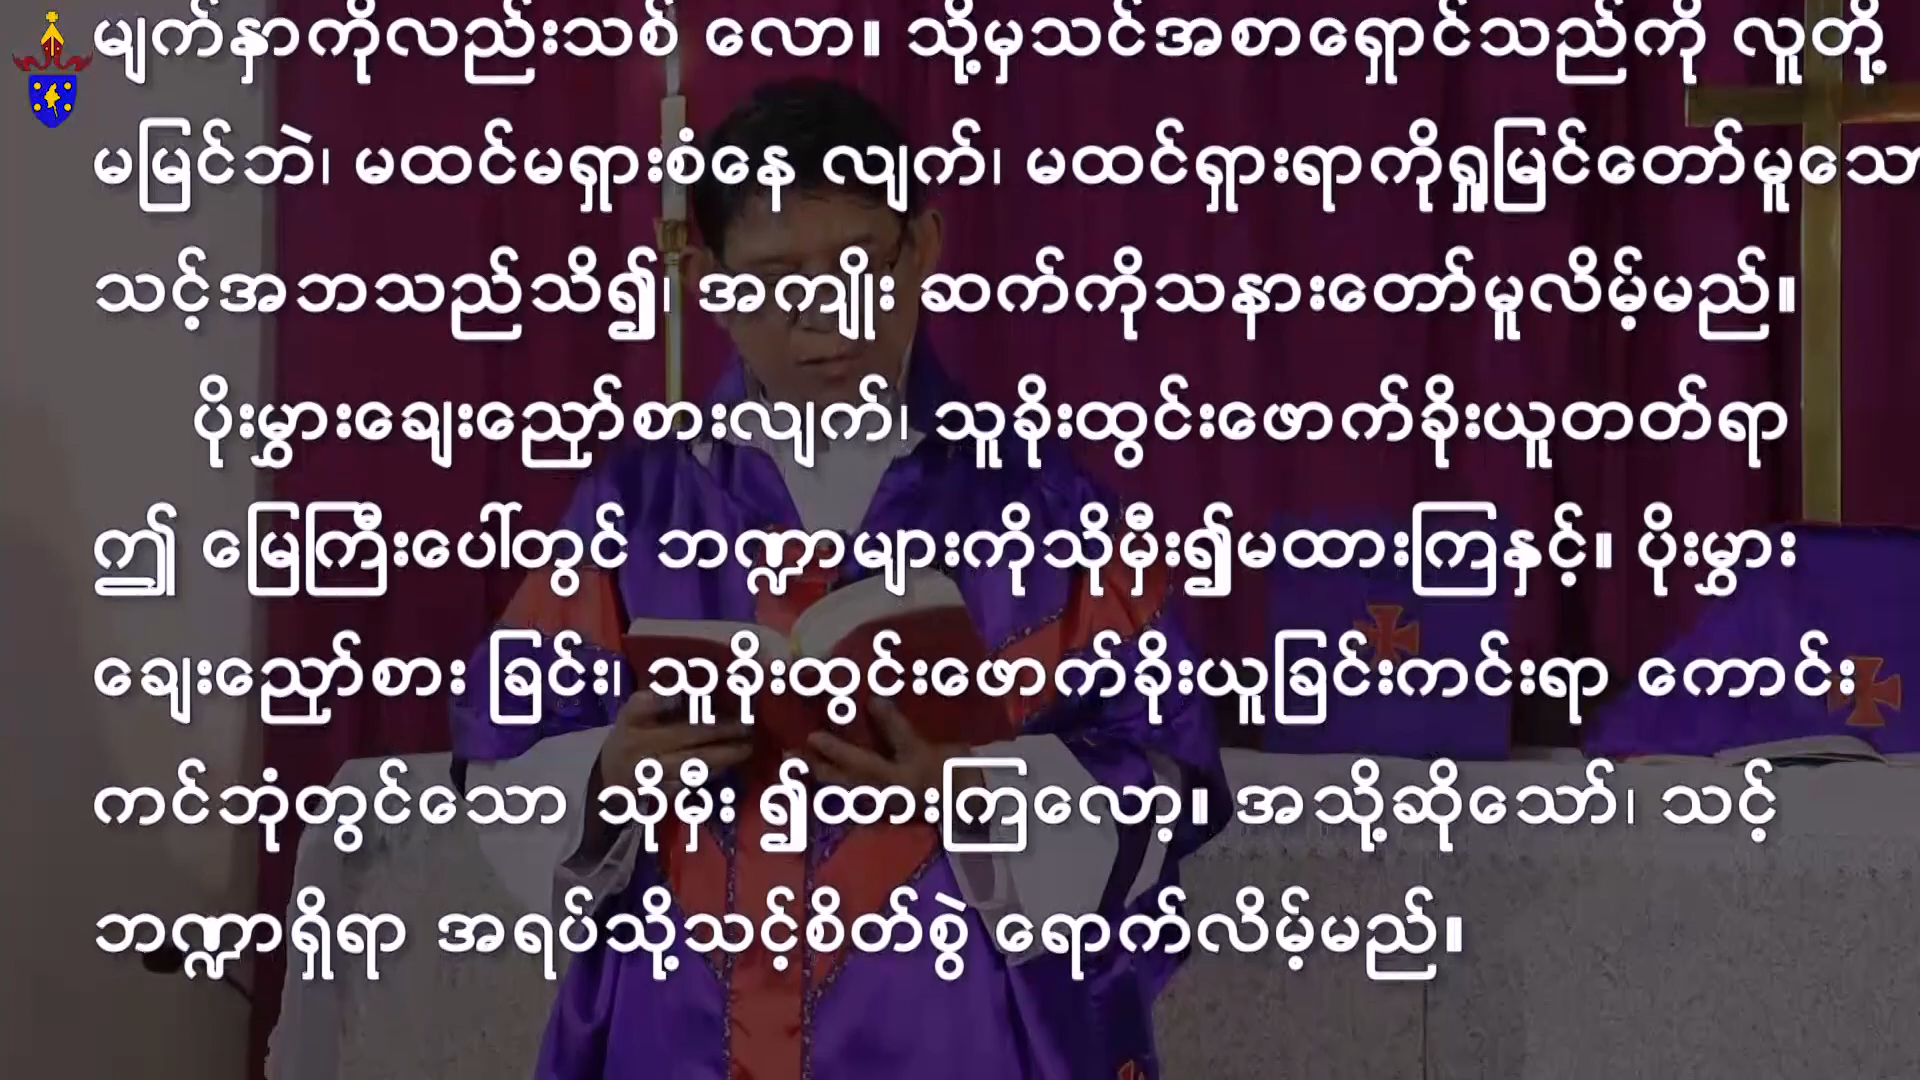 မျက်နှာကိုလည်းသစ် လော။ သို့မှသင်အစာရှောင်သည်ကို လူတို့
မမြင်ဘဲ၊ မထင်မရှားစံနေ လျက်၊ မထင်ရှားရာကိုရှုမြင်တော်မူသော
သင့်အဘသည်သိ၍၊ အကျိုး ဆက်ကိုသနားတော်မူလိမ့်မည်။
ပိုးမွှားချေးညှော်စားလျက်၊ သူခိုးထွင်းဖောက်ခိုးယူတတ်ရာ
ဤ မြေကြီးပေါ်တွင် ဘဏ္ဍာများကိုသိုမှီး၍မထားကြနှင့်။ ပိုးမွှား
ချေးညှော်စား ခြင်း၊ သူခိုးထွင်းဖောက်ခိုးယူခြင်းကင်းရာ ကောင်း
ကင်ဘုံတွင်သော သိုမှီး ၍ထားကြလော့။ အသို့ဆိုသော်၊ သင့်
ဘဏ္ဍာရှိရာ အရပ်သို့သင့်စိတ်စွဲ ရောက်လိမ့်မည်။